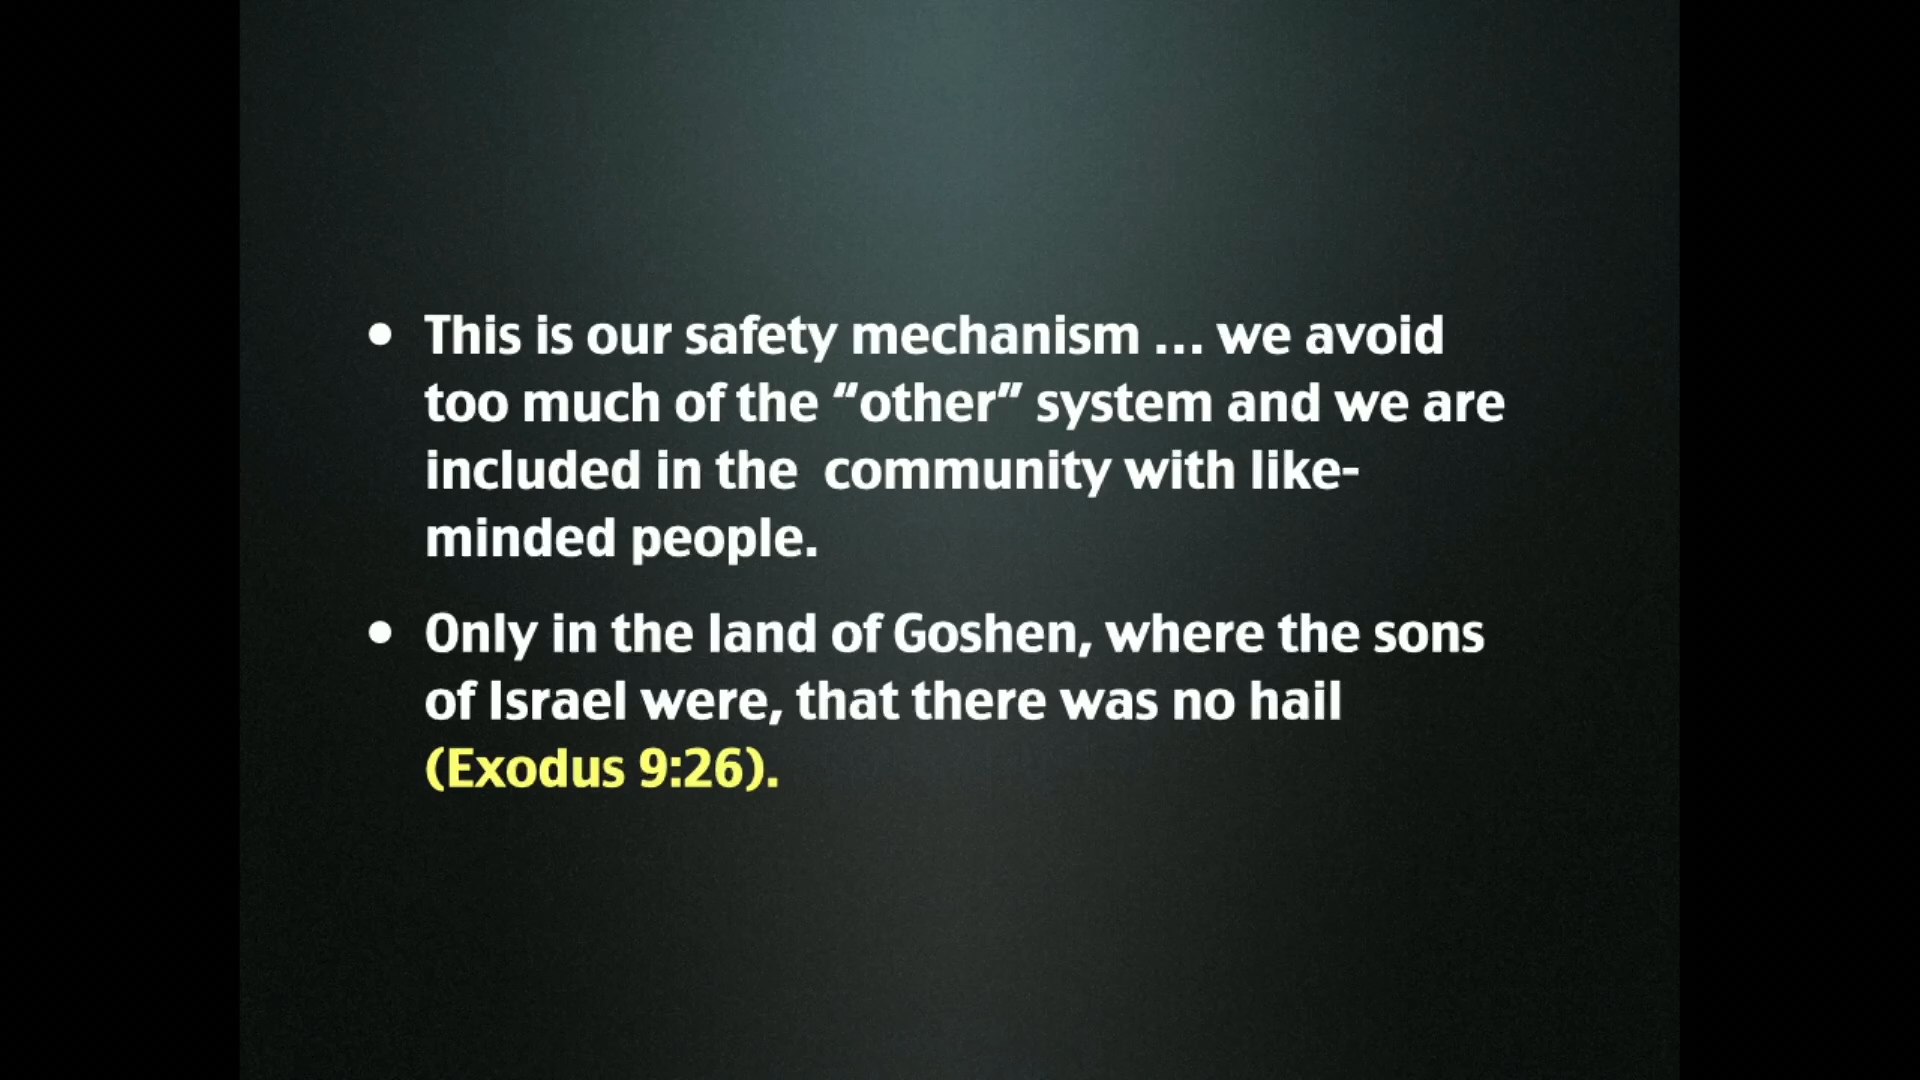 • This is our safety mechanism ... we avoid
too much of the “other” system and we are
included in the  community with like-
minded people.
• Only in the land of Goshen, where the sons
of Israel were, that there was no hail
(Exodus 9:26).